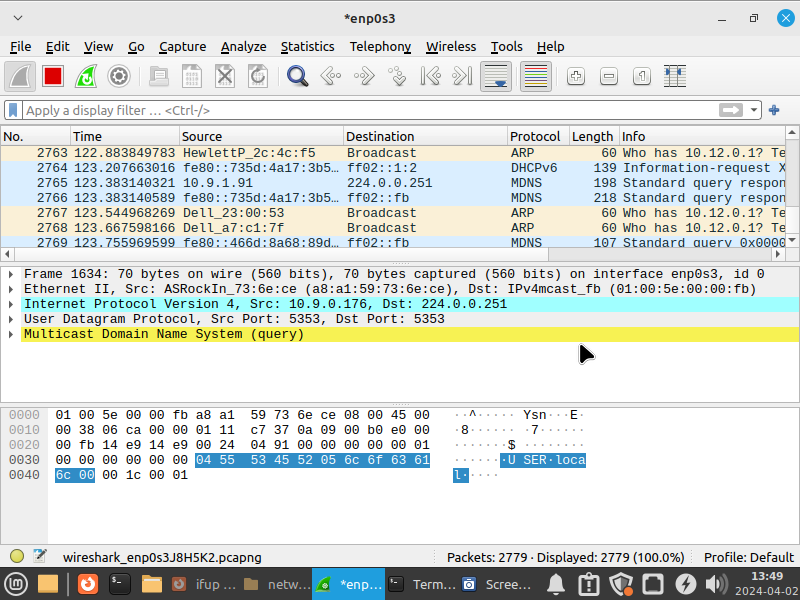 *enp0s3
File Edit View Go Capture Analyze Statistics Telephony Wireless Tools Help
Apply a display filter … <Ctrl-/>
No. Time Source Destination Protocol Length Info
2763 122.883849783 HewlettP_2c:4c:f5 Broadcast ARP 60 Who has 10.12.0.1? Te
2764 123.207663016 fe80::735d:4a17:3b5… ff02::1:2 DHCPv6 139 Information-request X
2765 123.383140321 10.9.1.91 224.0.0.251 MDNS 198 Standard query respon
2766 123.383140589 fe80::735d:4a17:3b5… ff02::fb MDNS 218 Standard query respon
2767 123.544968269 Dell_23:00:53 Broadcast ARP 60 Who has 10.12.0.1? Te
2768 123.667598166 Dell_a7:c1:7f Broadcast ARP 60 Who has 10.12.0.1? Te
2769 123.755969599 fe80::466d:8a68:89d… ff02::fb MDNS 107 Standard query 0x0000
Frame 1634: 70 bytes on wire (560 bits), 70 bytes captured (560 bits) on interface enp0s3, id 0
Ethernet II, Src: ASRockIn_73:6e:ce (a8:a1:59:73:6e:ce), Dst: IPv4mcast_fb (01:00:5e:00:00:fb)
Internet Protocol Version 4, Src: 10.9.0.176, Dst: 224.0.0.251
User Datagram Protocol, Src Port: 5353, Dst Port: 5353
Multicast Domain Name System (query)
0000 01 00 5e 00 00 fb a8 a1 59 73 6e ce 08 00 45 00 ··^····· Ysn···E·
0010 00 38 06 ca 00 00 01 11 c7 37 0a 09 00 b0 e0 00 ·8······ ·7······
0020 00 fb 14 e9 14 e9 00 24 04 91 00 00 00 00 00 01 ·······$ ········
0030 00 00 00 00 00 00 04 55 53 45 52 05 6c 6f 63 61 ·······U SER·loca
0040 6c 00 00 1c 00 01 l·····
wireshark_enp0s3J8H5K2.pcapng Packets: 2779 · Displayed: 2779 (100.0%) Profile: Default
ifup … netw… *enp… Term… Scree… 13:49
2024-04-02